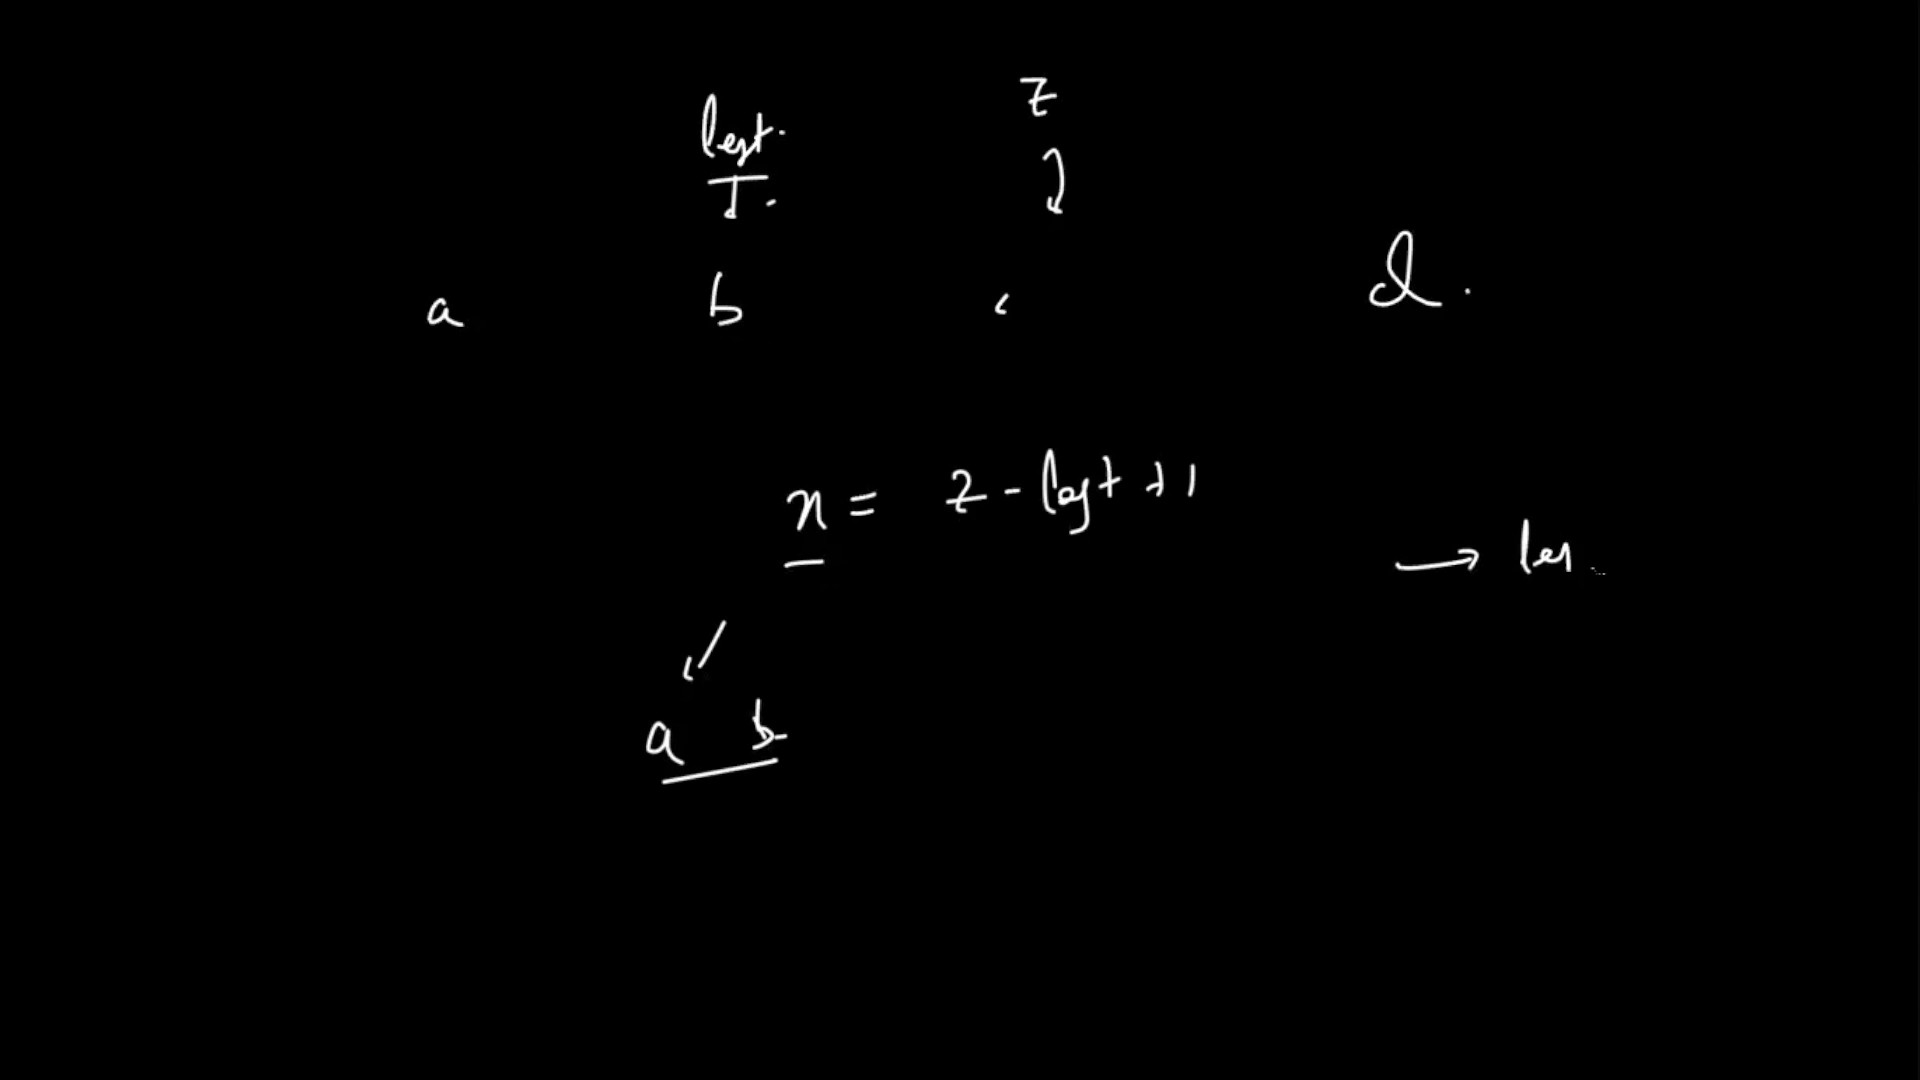 z
left.
I.
a b c d.
x = z - left + 1
→ len
a b